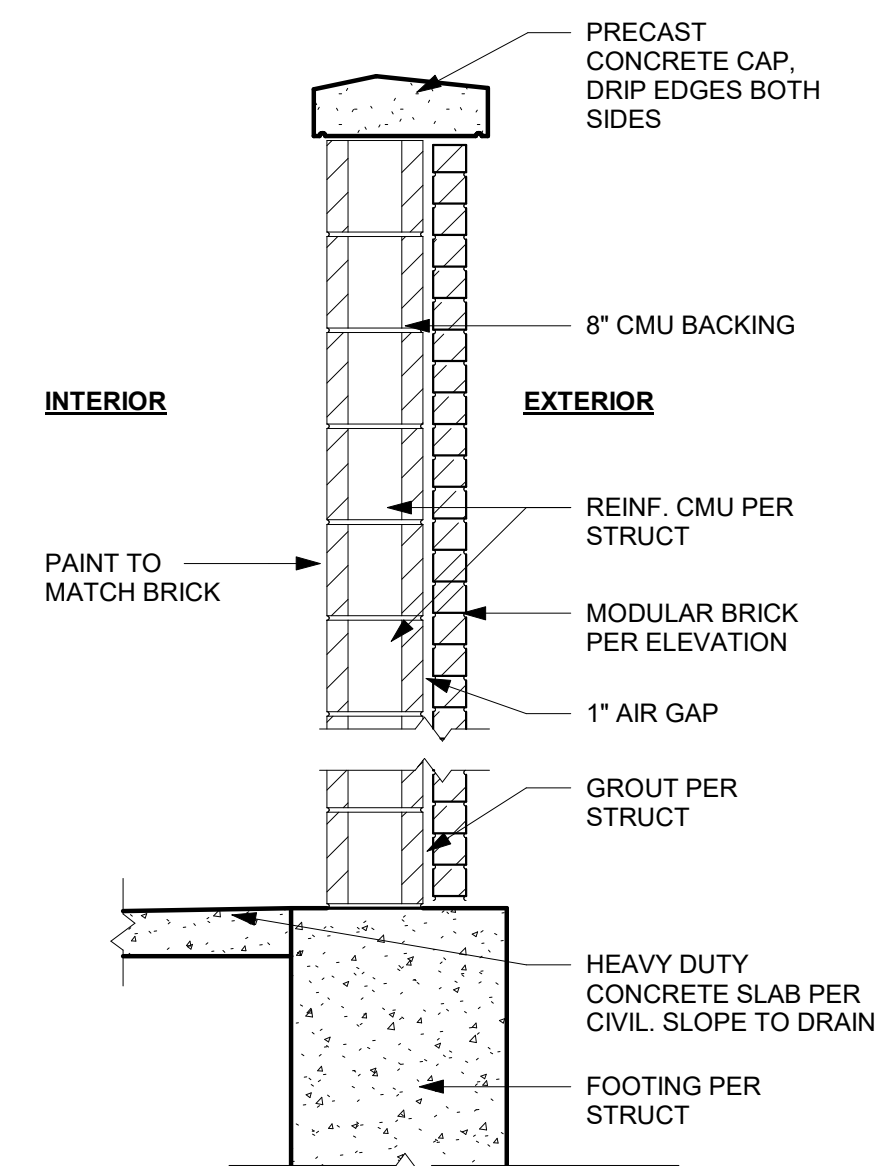 PRECAST
CONCRETE CAP,
DRIP EDGES BOTH
SIDES
8" CMU BACKING
INTERIOR
EXTERIOR
REINF. CMU PER
STRUCT
PAINT TO
MATCH BRICK
MODULAR BRICK
PER ELEVATION
1" AIR GAP
GROUT PER
STRUCT
HEAVY DUTY
CONCRETE SLAB PER
CIVIL. SLOPE TO DRAIN
FOOTING PER
STRUCT